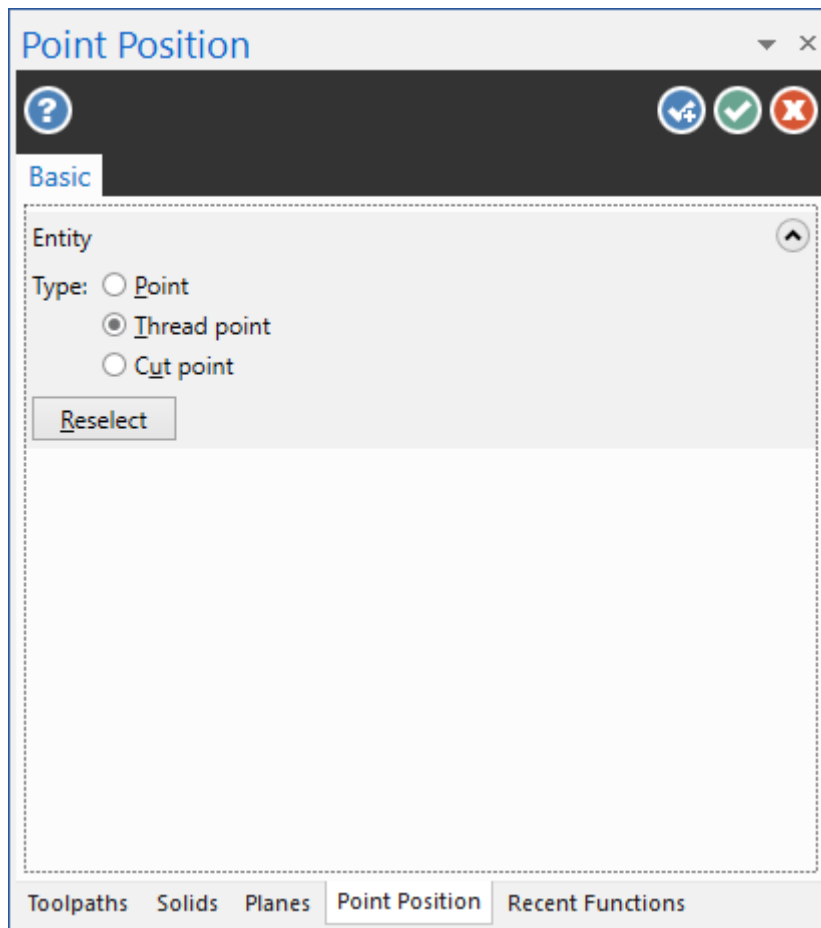 Point Position
?
Basic
Entity
Type: Point
Thread point
Cut point
Reselect
Toolpaths Solids Planes Point Position Recent Functions